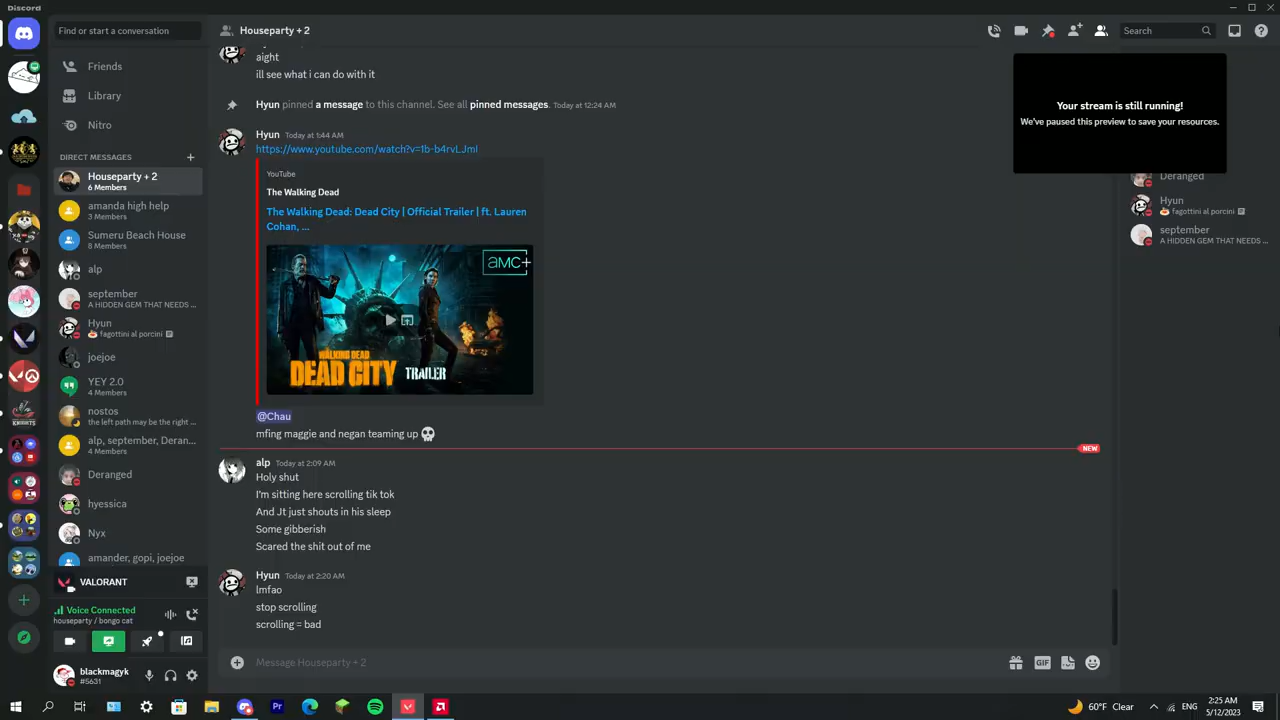 Discord
Find or start a conversation
Houseparty + 2
Search
Friends
Library
Nitro
DIRECT MESSAGES
Houseparty + 2
6 Members
amanda high help
3 Members
Sumeru Beach House
8 Members
alp
september
A HIDDEN GEM THAT NEEDS ...
Hyun
fagottini al porcini
joejoe
YEY 2.0
4 Members
nostos
the left path may be the right ...
alp, september, Deran...
4 Members
Deranged
hyessica
Nyx
amander, gopi, joejoe
VALORANT
Voice Connected
houseparty / bongo cat
blackmagyk
#5631
aight
ill see what i can do with it
Hyun pinned a message to this channel. See all pinned messages. Today at 12:24 AM
Hyun Today at 1:44 AM
https://www.youtube.com/watch?v=1b-b4rvLJmI
YouTube
The Walking Dead
The Walking Dead: Dead City | Official Trailer | ft. Lauren
Cohan, ...
aMC+
THE WALKING DEAD
DEAD CITY TRAILER
@Chau
mfing maggie and negan teaming up
NEW
alp Today at 2:09 AM
Holy shut
I'm sitting here scrolling tik tok
And Jt just shouts in his sleep
Some gibberish
Scared the shit out of me
Hyun Today at 2:20 AM
lmfao
stop scrolling
scrolling = bad
Message Houseparty + 2
GIF
Your stream is still running!
We've paused this preview to save your resources.
Deranged
Hyun
fagottini al porcini
september
A HIDDEN GEM THAT NEEDS ...
Pr
60°F Clear
ENG
2:25 AM
5/12/2023